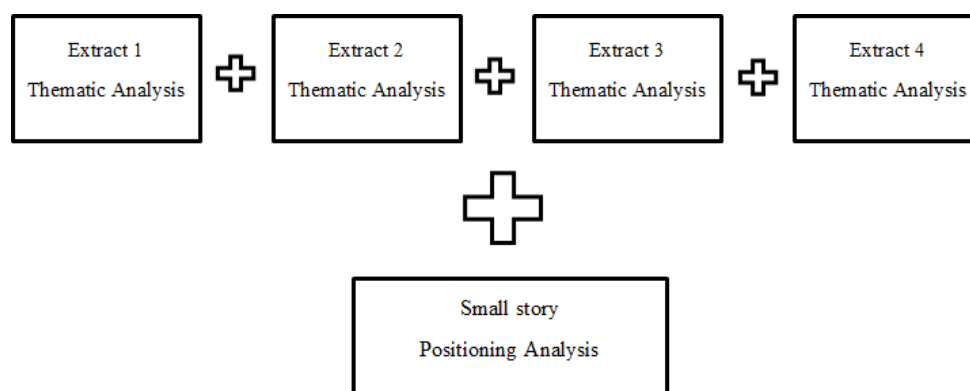 Extract 1
Thematic Analysis
Extract 2
Thematic Analysis
Extract 3
Thematic Analysis
Extract 4
Thematic Analysis
Small story
Positioning Analysis